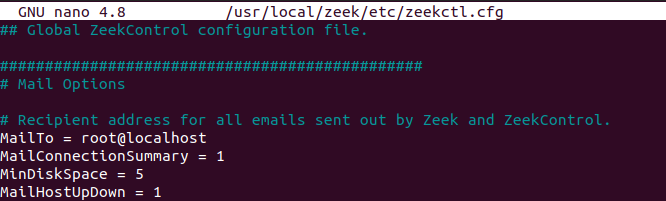 GNU nano 4.8 /usr/local/zeek/etc/zeekctl.cfg
## Global ZeekControl configuration file.
###############################################
# Mail Options
# Recipient address for all emails sent out by Zeek and ZeekControl.
MailTo = root@localhost
MailConnectionSummary = 1
MinDiskSpace = 5
MailHostUpDown = 1